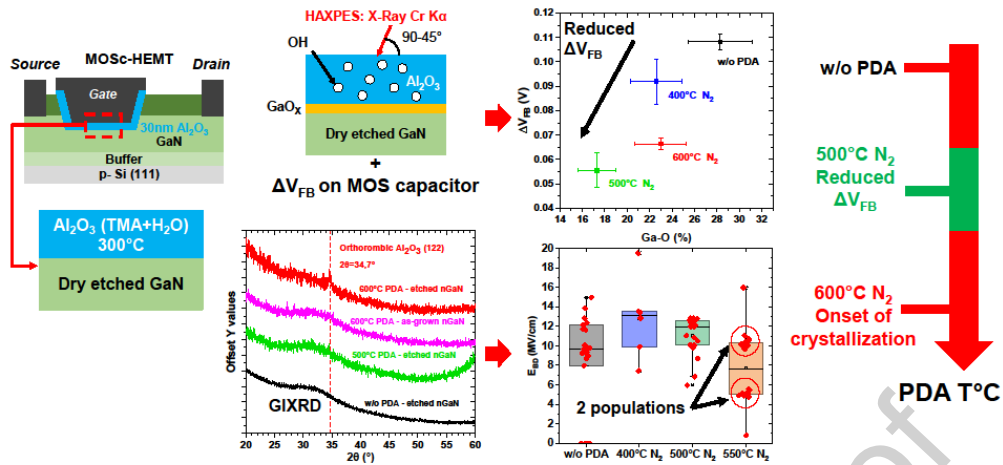 MOSc-HEMT
Source
Drain
Gate
30nm Al₂O₃
GaN
Buffer
p- Si (111)
Al₂O₃ (TMA+H₂O)
300°C
Dry etched GaN
HAXPES: X-Ray Cr Kα
90-45°
OH
Al₂O₃
GaOₓ
Dry etched GaN
+
ΔV_FB on MOS capacitor
Reduced
ΔV_FB
w/o PDA
400°C N₂
600°C N₂
500°C N₂
ΔV_FB (V)
0.12
0.11
0.10
0.09
0.08
0.07
0.06
0.05
0.04
14 16 18 20 22 24 26 28 30 32
Ga-O (%)
Orthorombic Al₂O₃ (122)
2θ=34,7°
600°C PDA - etched nGaN
600°C PDA - as-grown nGaN
500°C PDA - etched nGaN
w/o PDA - etched nGaN
GIXRD
Offset Y values
20 25 30 35 40 45 50 55 60
2θ (°)
E_BD (MV/cm)
20
18
16
14
12
10
8
6
4
2
0
2 populations
w/o PDA 400°C N₂ 500°C N₂ 550°C N₂
w/o PDA
500°C N₂
Reduced
ΔV_FB
600°C N₂
Onset of
crystallization
PDA T°C
of